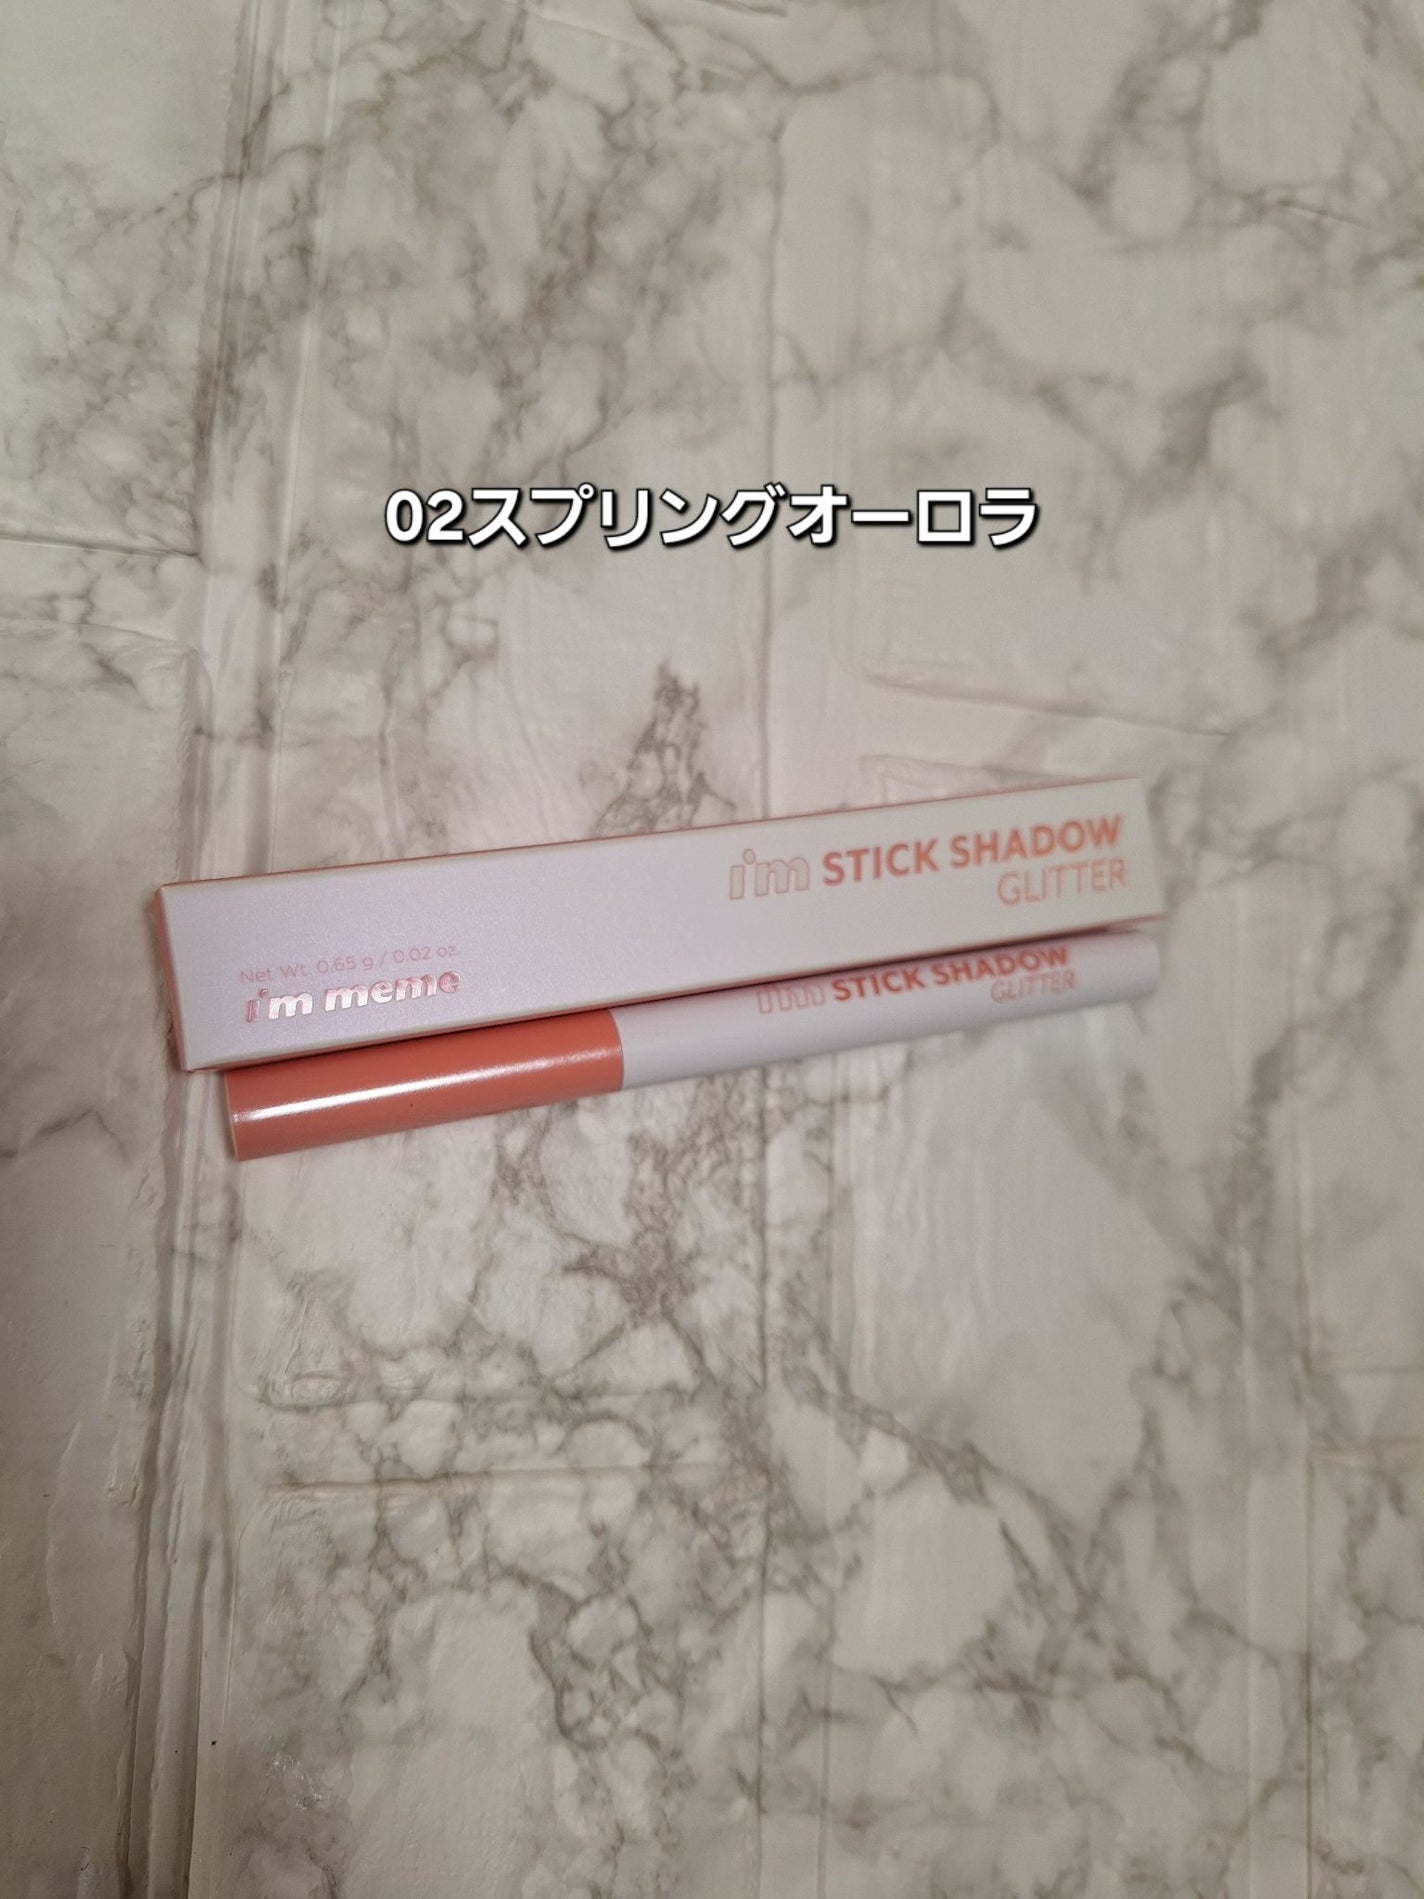 02スプリングオーロラ
i'm STICK SHADOW
GLITTER
Net Wt. 0.65 g / 0.02 oz.
i'm meme
i'm STICK SHADOW
GLITTER